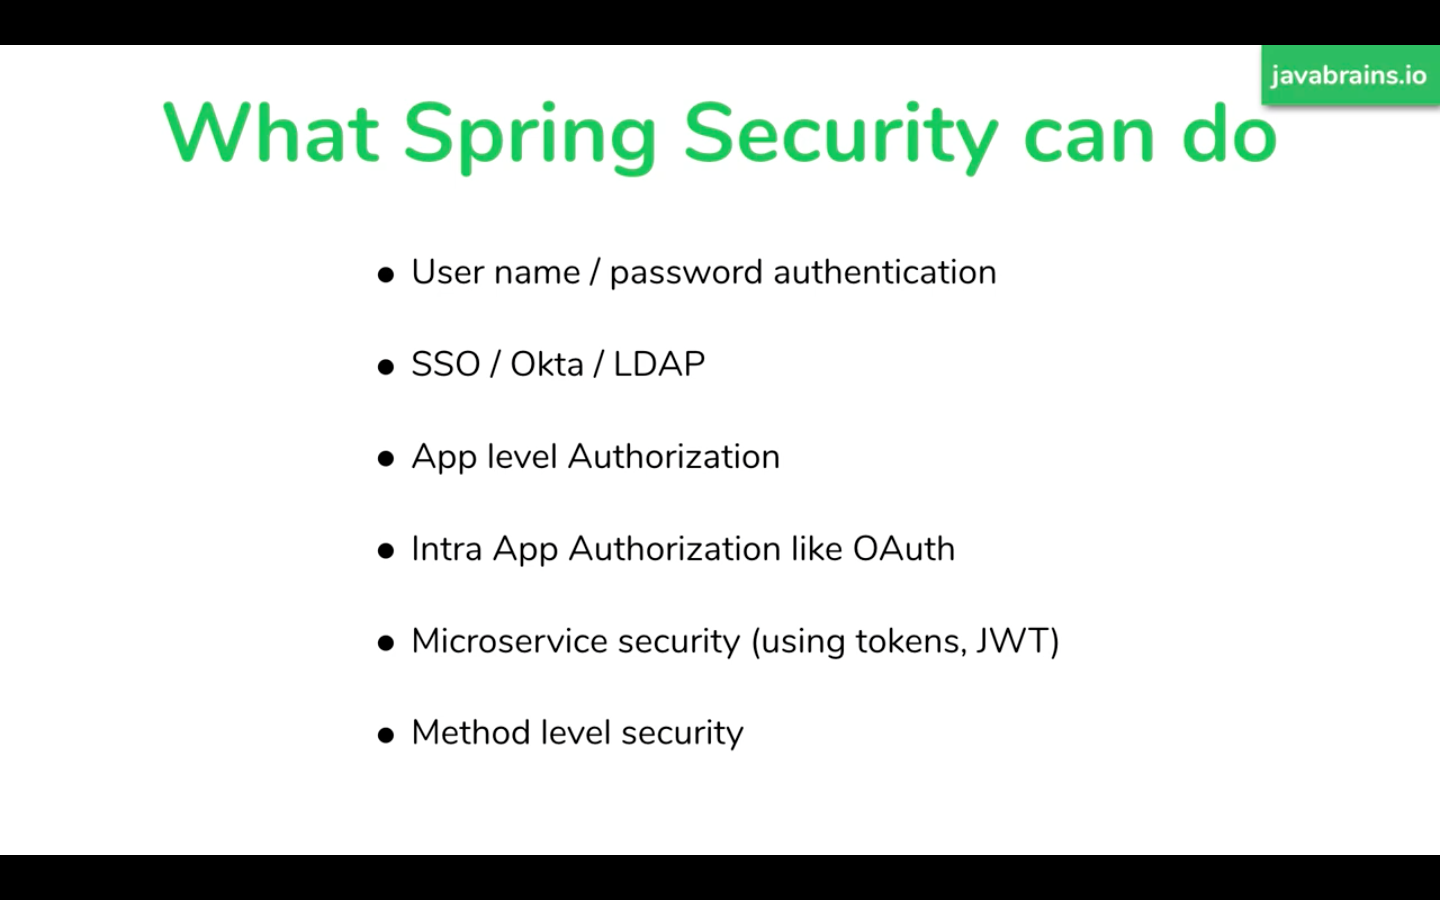 javabrains.io
What Spring Security can do
• User name / password authentication
• SSO / Okta / LDAP
• App level Authorization
• Intra App Authorization like OAuth
• Microservice security (using tokens, JWT)
• Method level security